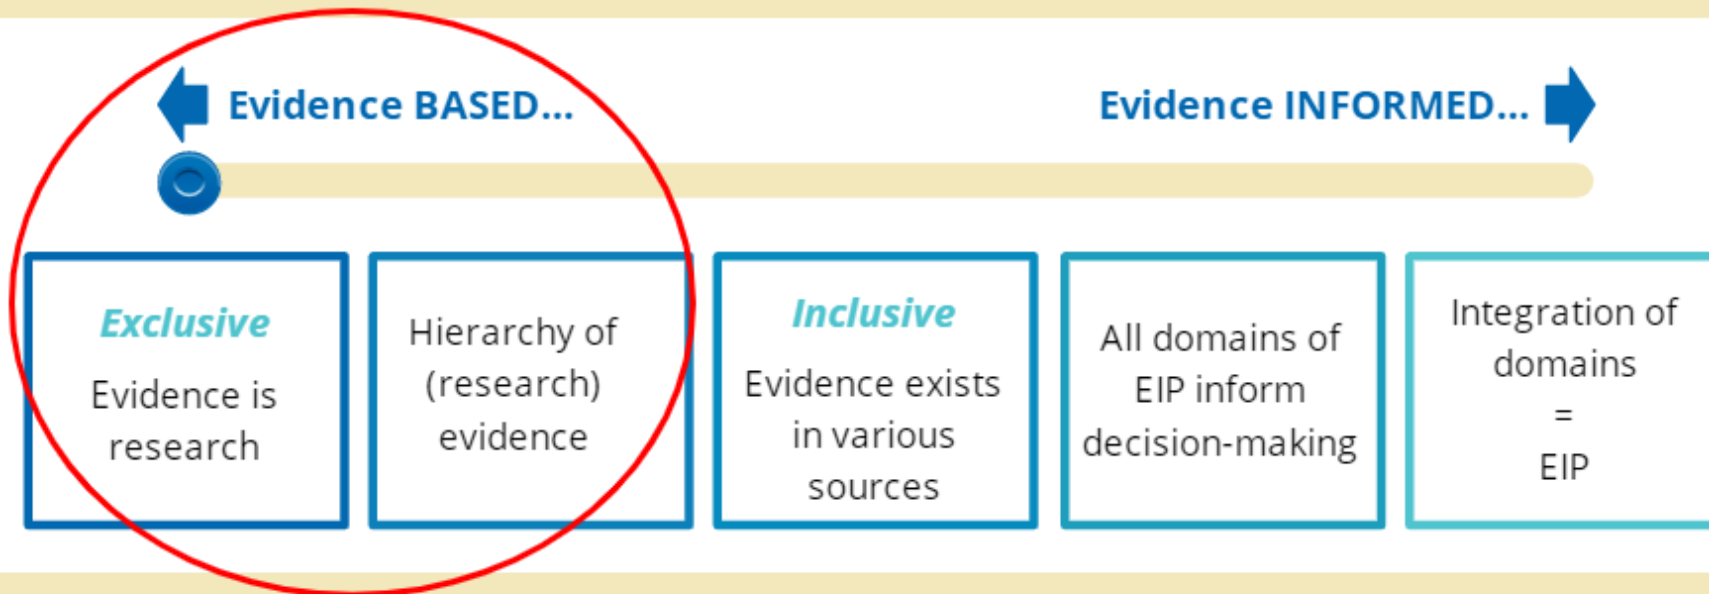 Evidence BASED...
Evidence INFORMED...
Exclusive
Evidence is
research
Hierarchy of
(research)
evidence
Inclusive
Evidence exists
in various
sources
All domains of
EIP inform
decision-making
Integration of
domains
=
EIP